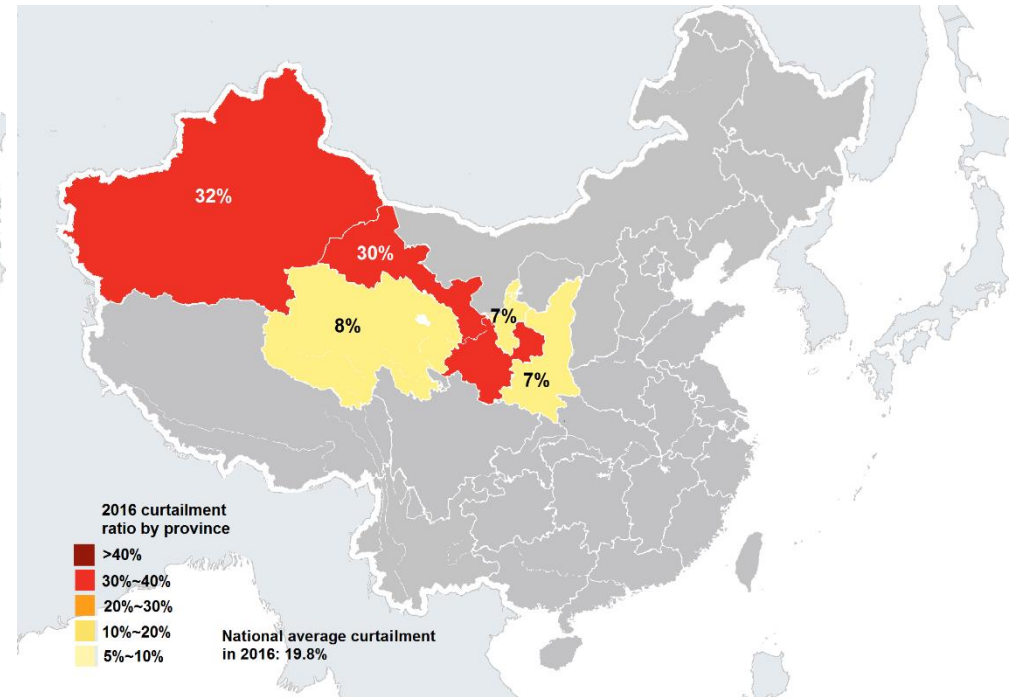 32%
30%
8%
7%
7%
2016 curtailment
ratio by province
>40%
30%~40%
20%~30%
10%~20%
5%~10%
National average curtailment
in 2016: 19.8%